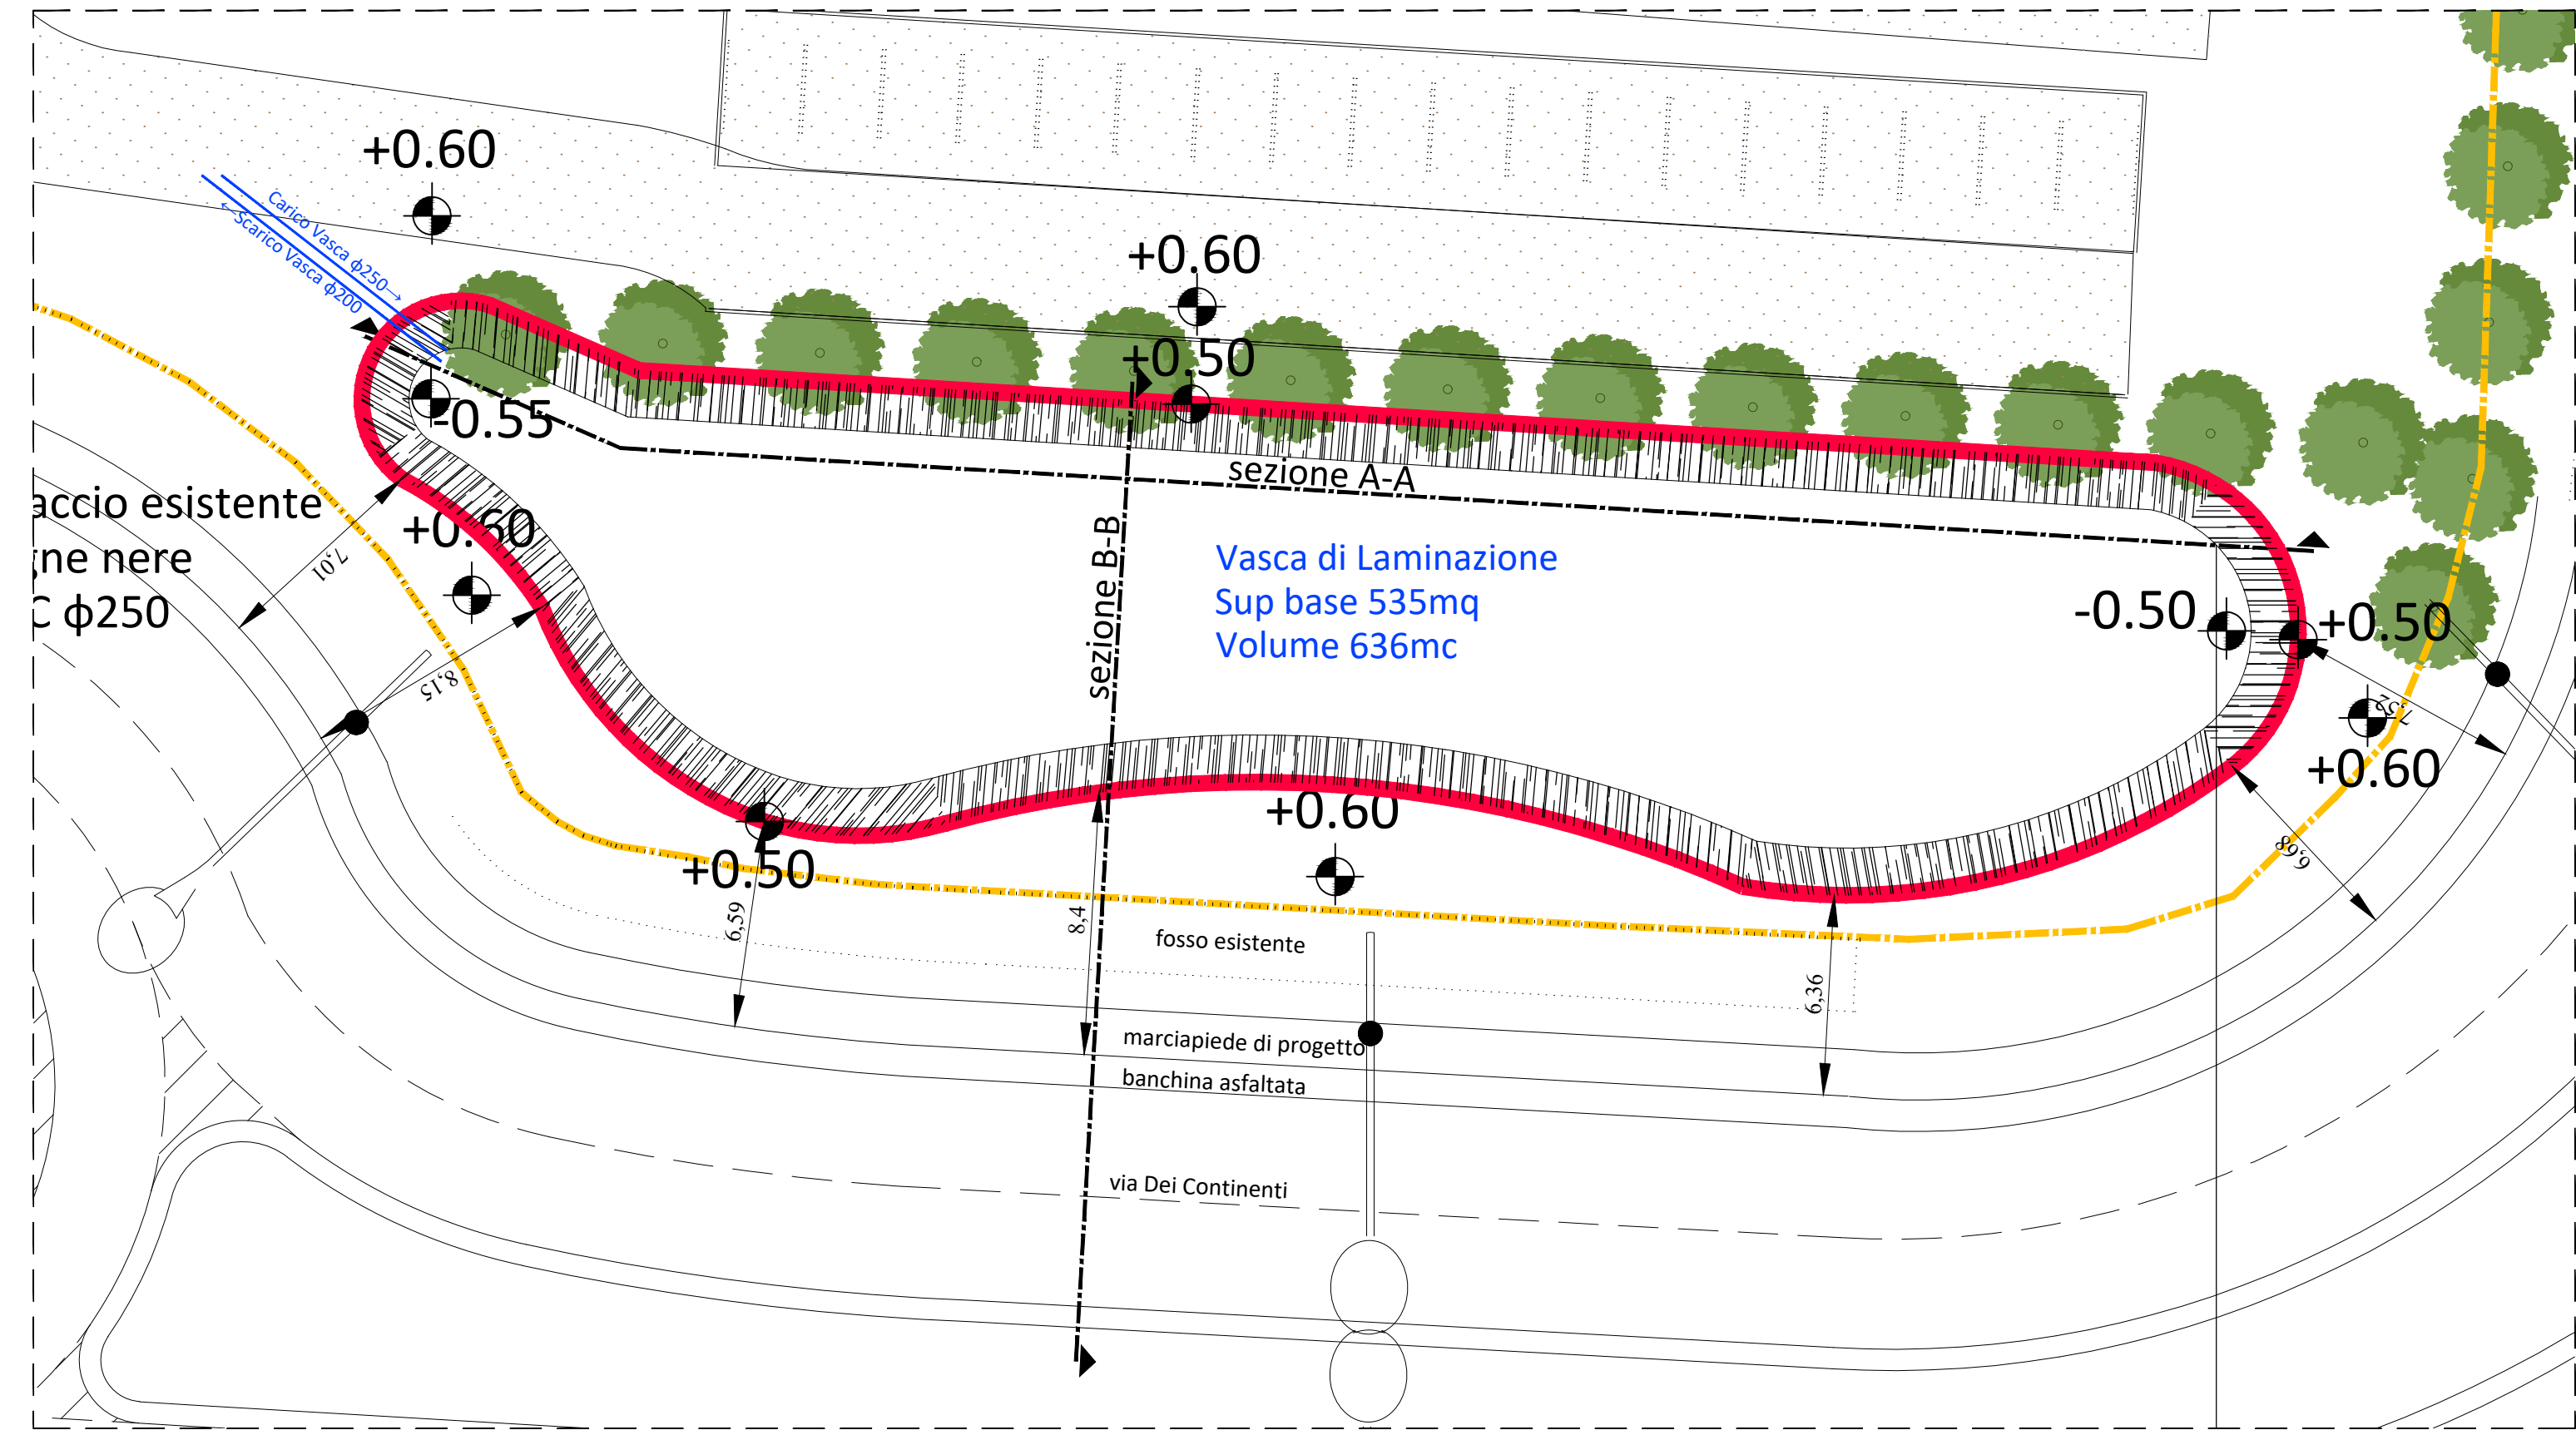 +0.60
Carico Vasca ϕ250→
←Scarico Vasca ϕ200
+0.60
+0.50
-0.55
sezione A-A
accio esistente
gne nere
C ϕ250
+0.60
7,01
8,15
sezione B-B
Vasca di Laminazione
Sup base 535mq
Volume 636mc
-0.50
+0.50
7,52
+0.60
6,68
+0.60
+0.50
6,59
8,4
6,36
fosso esistente
marciapiede di progetto
banchina asfaltata
via Dei Continenti